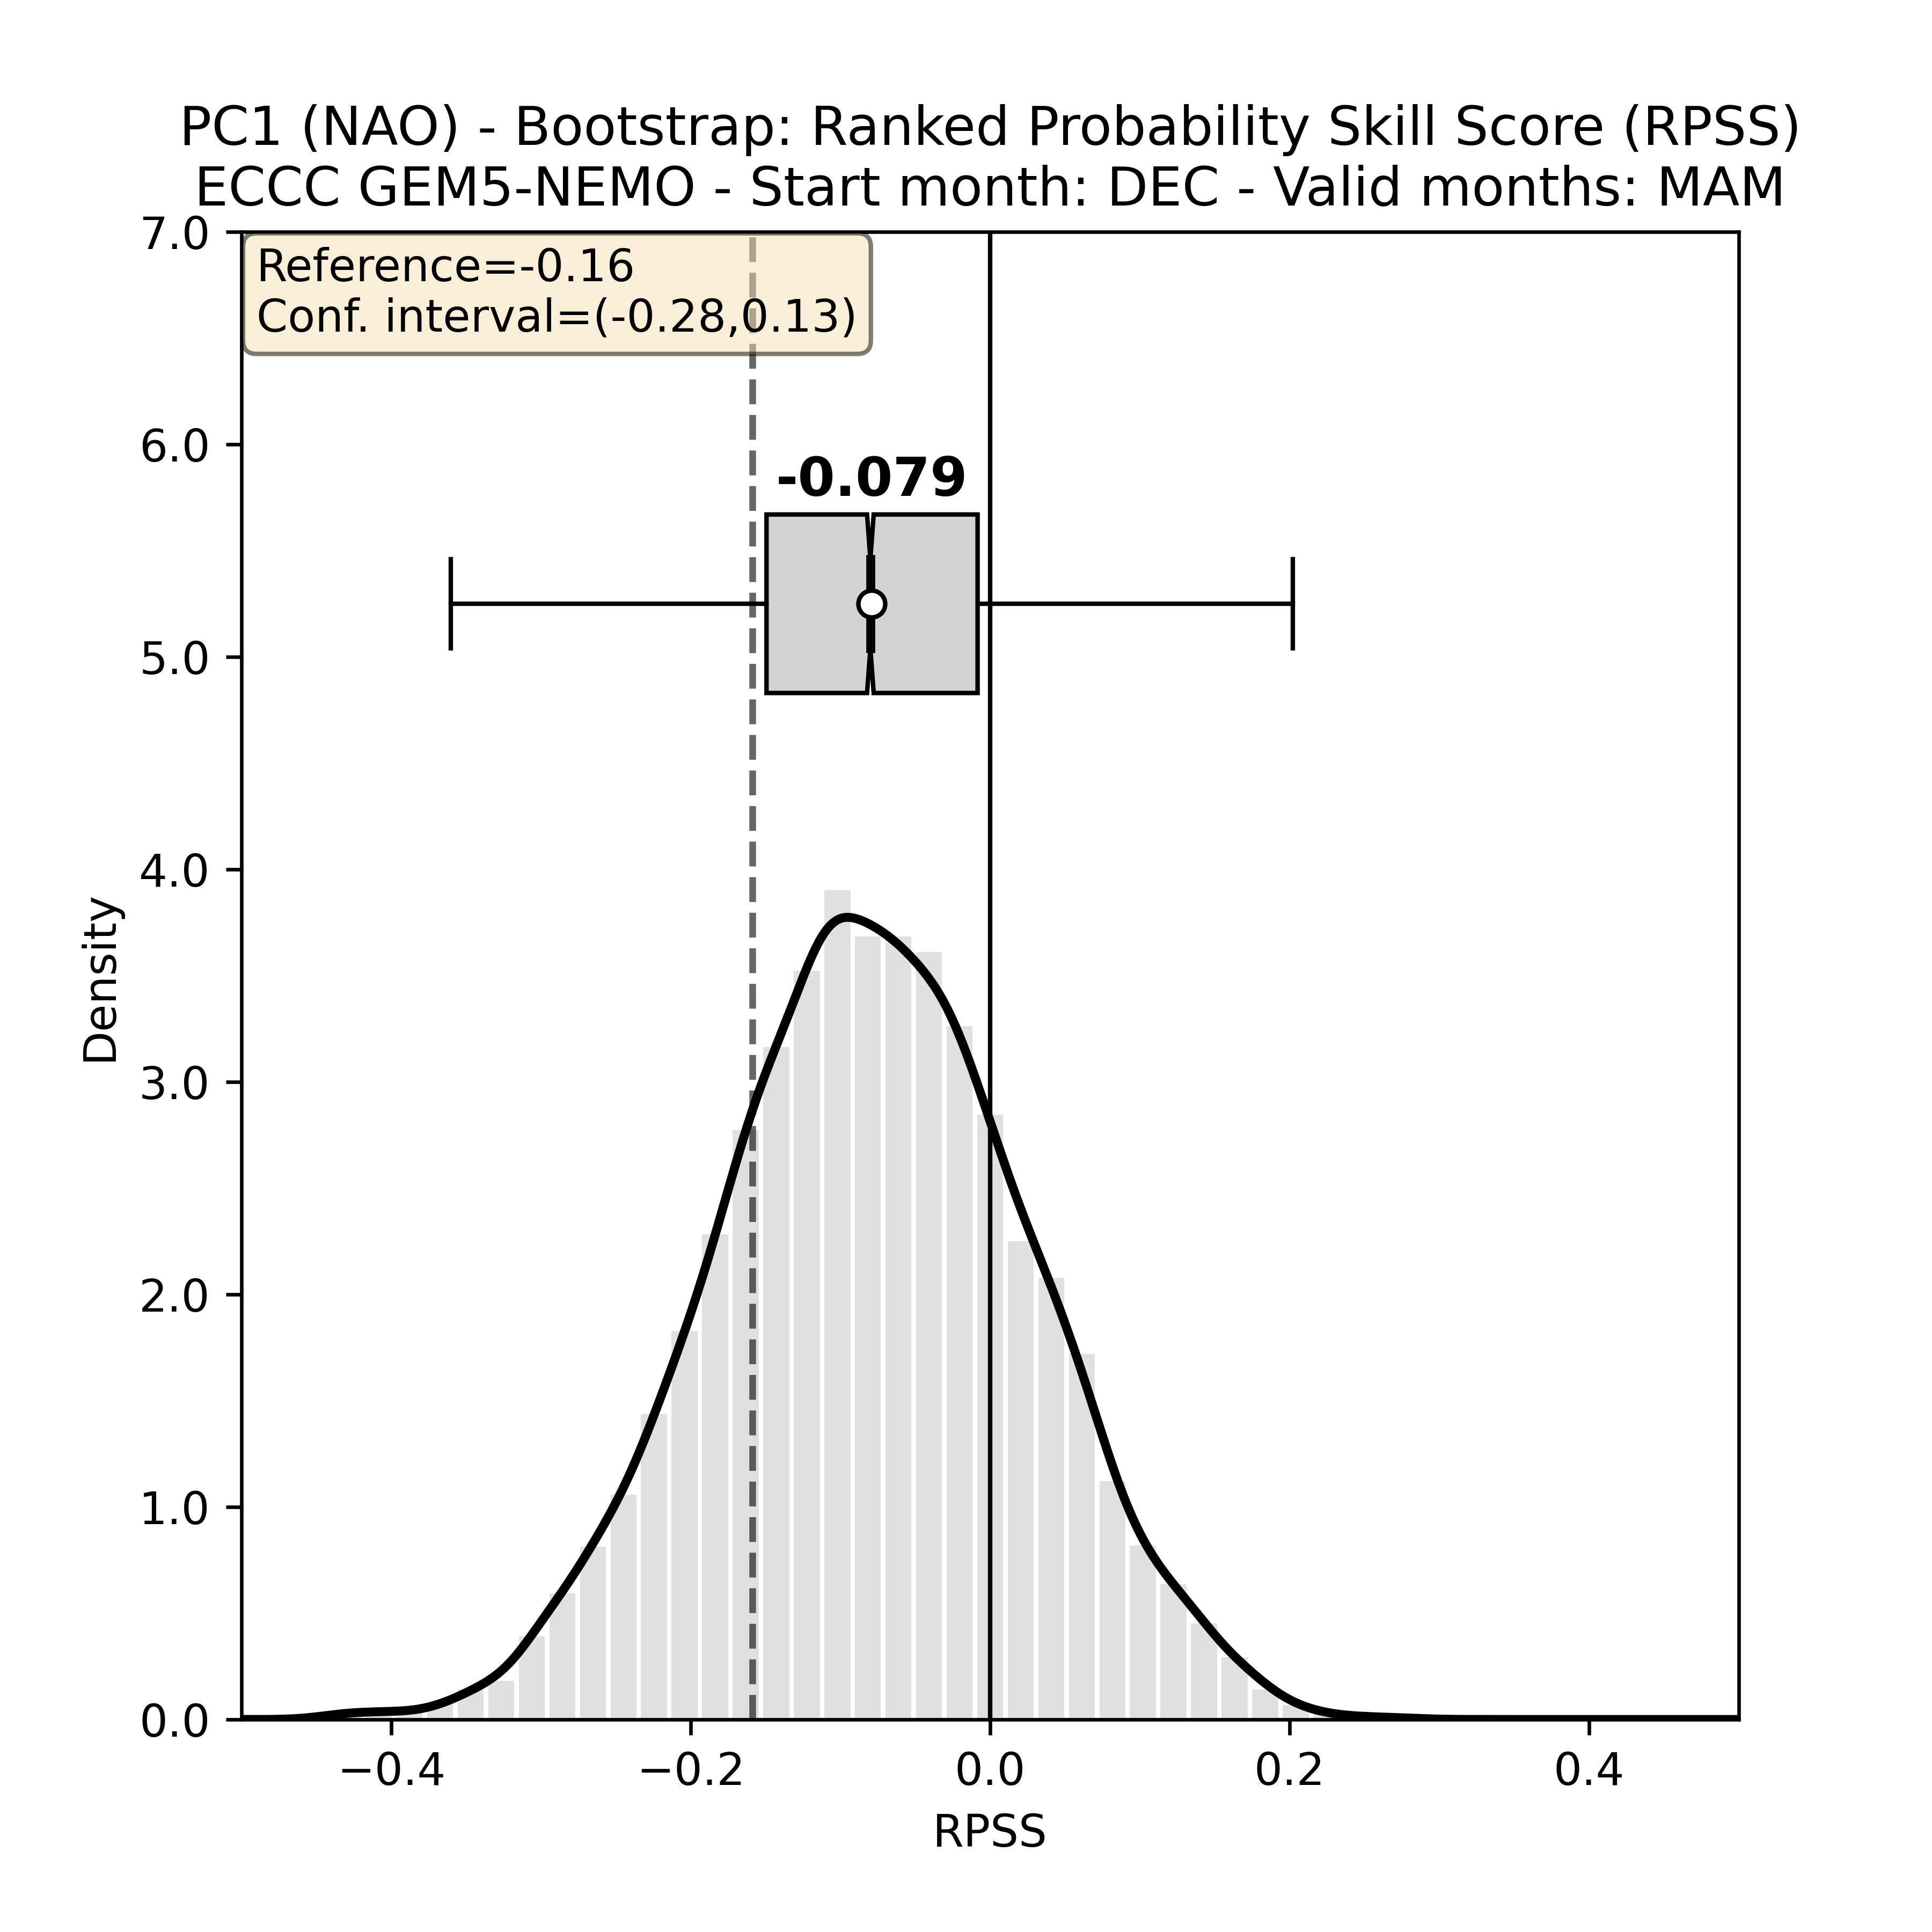 PC1 (NAO) - Bootstrap: Ranked Probability Skill Score (RPSS)
ECCC GEM5-NEMO - Start month: DEC - Valid months: MAM
7.0
Reference=-0.16
Conf. interval=(-0.28,0.13)
6.0
-0.079
5.0
4.0
Density
3.0
2.0
1.0
0.0
−0.4 −0.2 0.0 0.2 0.4
RPSS